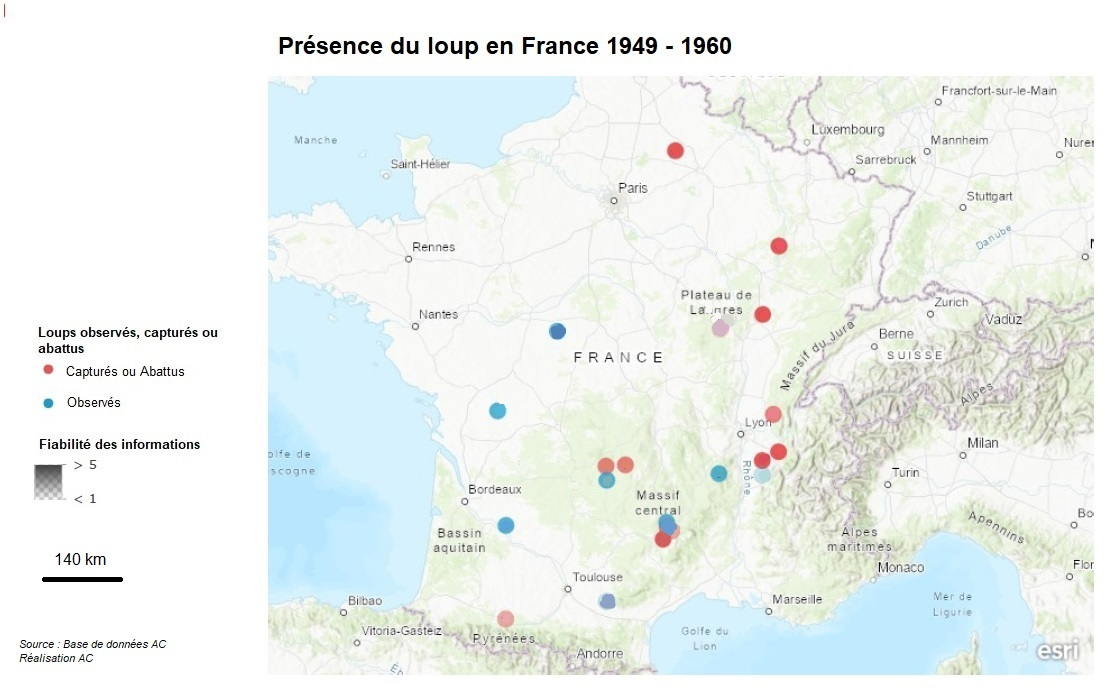 Présence du loup en France 1949 - 1960
Francfort-sur-le-Main
Manche
Luxembourg
Mannheim
Saint-Hélier
Sarrebruck
Paris
Stuttgart
Danube
Rennes
Plateau de
Nantes
Zurich
Vaduz
Berne
SUISSE
FRANCE
Massif du Jura
Alpes
Lyon
Milan
Turin
Rhône
Bordeaux
Massif
central
Bassin
aquitain
Alpes
maritimes
Apennins
Monaco
Toulouse
Marseille
Mer de
Ligurie
Bilbao
Vitoria-Gasteiz
Pyrénées
Golfe du
Lion
Andorre
esri
Loups observés, capturés ou
abattus
Capturés ou Abattus
Observés
Fiabilité des informations
> 5
< 1
140 km
Source : Base de données AC
Réalisation AC